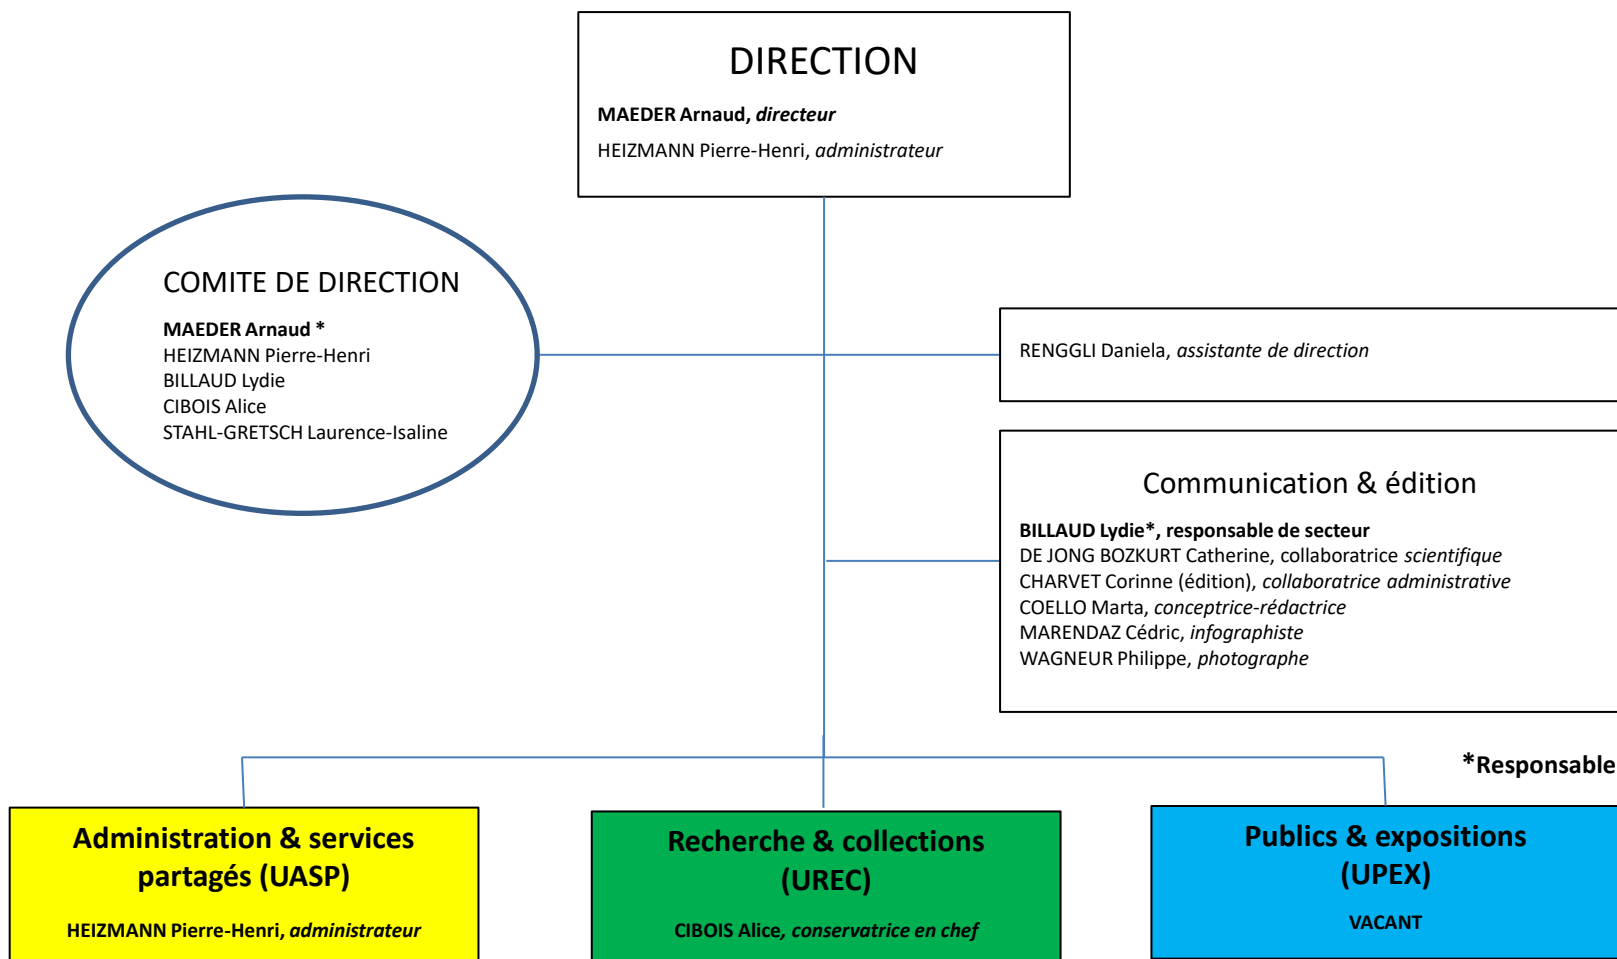 DIRECTION
MAEDER Arnaud, directeur
HEIZMANN Pierre-Henri, administrateur
COMITE DE DIRECTION
MAEDER Arnaud *
HEIZMANN Pierre-Henri
BILLAUD Lydie
CIBOIS Alice
STAHL-GRETSCH Laurence-Isaline
RENGGLI Daniela, assistante de direction
Communication & édition
BILLAUD Lydie*, responsable de secteur
DE JONG BOZKURT Catherine, collaboratrice scientifique
CHARVET Corinne (édition), collaboratrice administrative
COELLO Marta, conceptrice-rédactrice
MARENDAZ Cédric, infographiste
WAGNEUR Philippe, photographe
*Responsable
Administration & services
partagés (UASP)
HEIZMANN Pierre-Henri, administrateur
Recherche & collections
(UREC)
CIBOIS Alice, conservatrice en chef
Publics & expositions
(UPEX)
VACANT